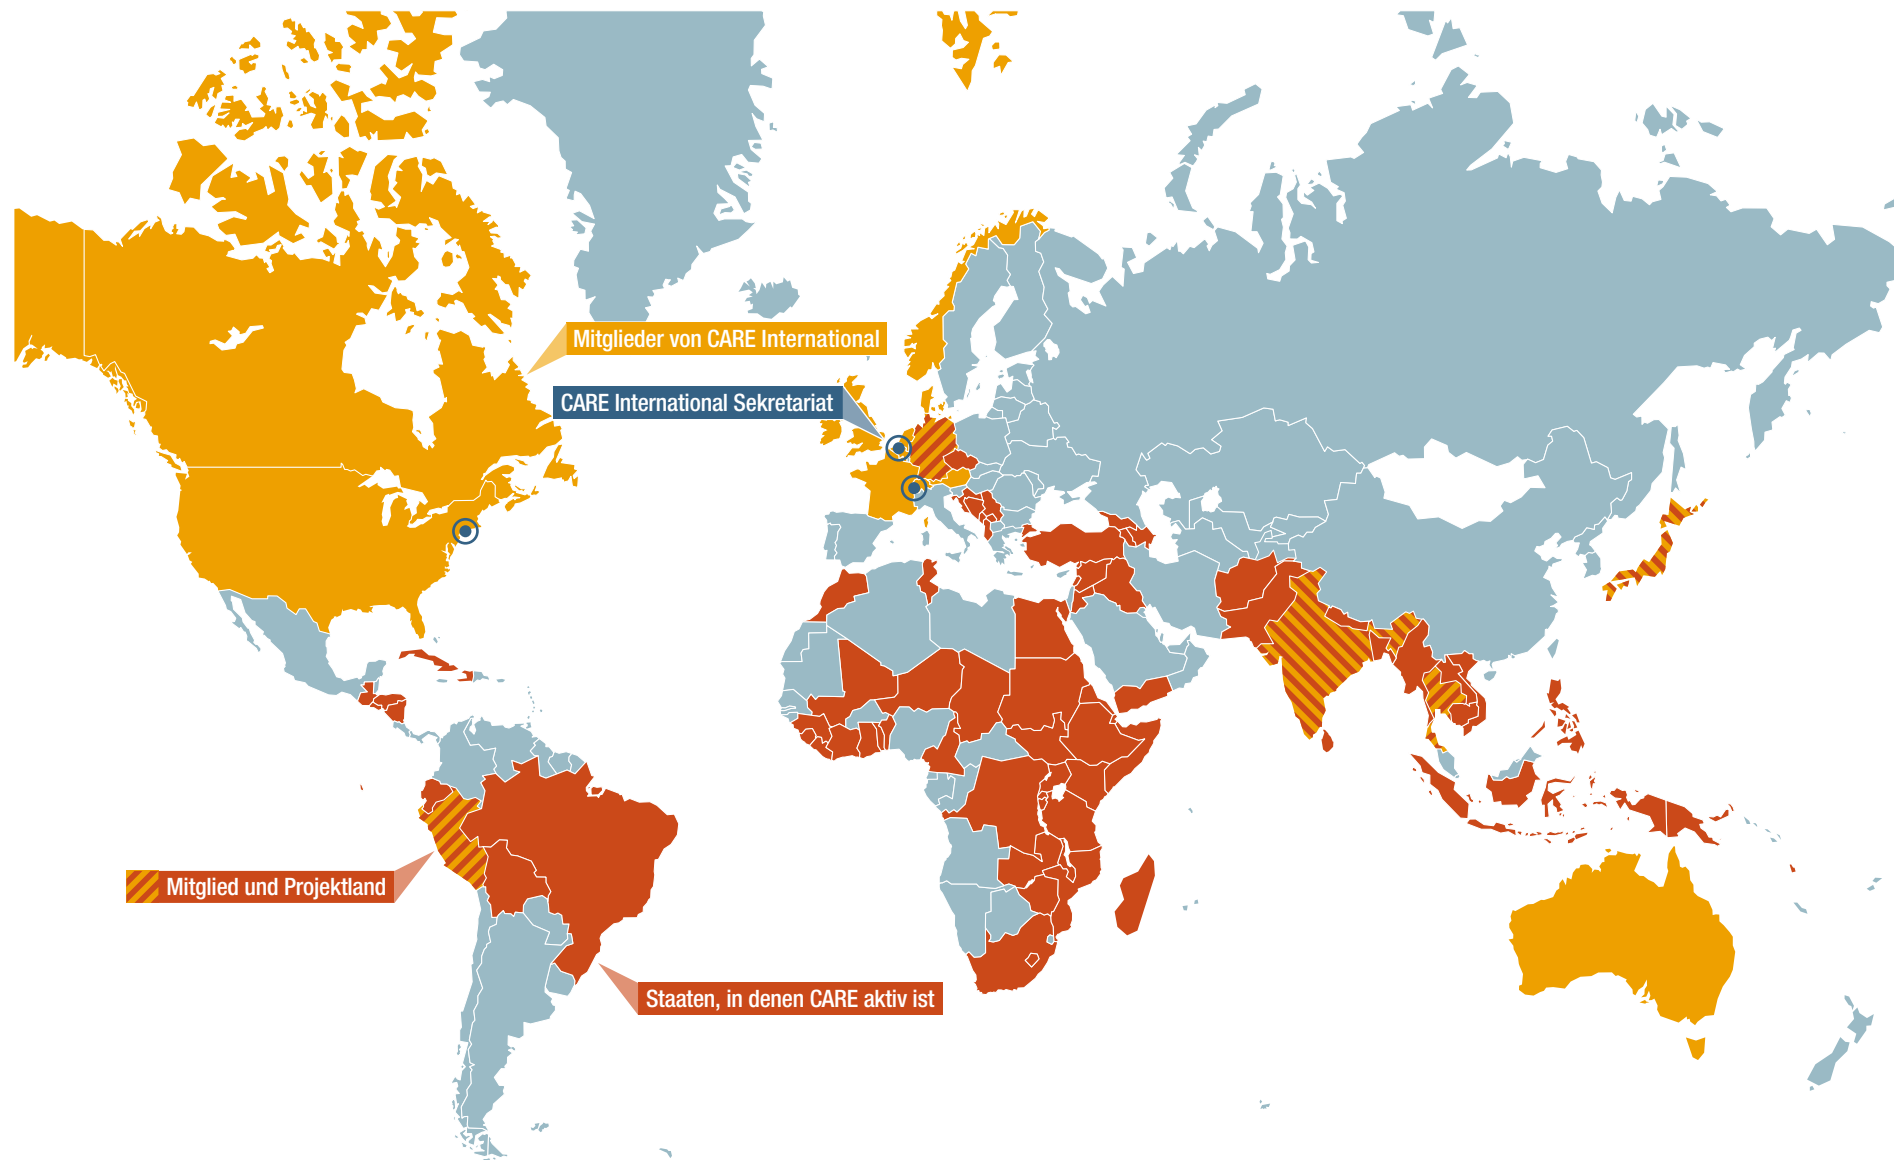 Mitglieder von CARE International
CARE International Sekretariat
Mitglied und Projektland
Staaten, in denen CARE aktiv ist